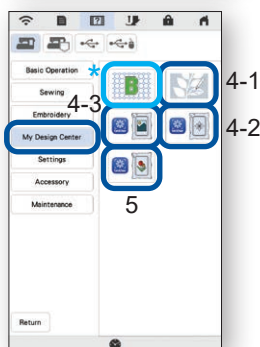 Basic Operation
*
Sewing
4-1
4-3
Embroidery
B
My Design Center
4-2
Settings
Accessory
5
Maintenance
Return